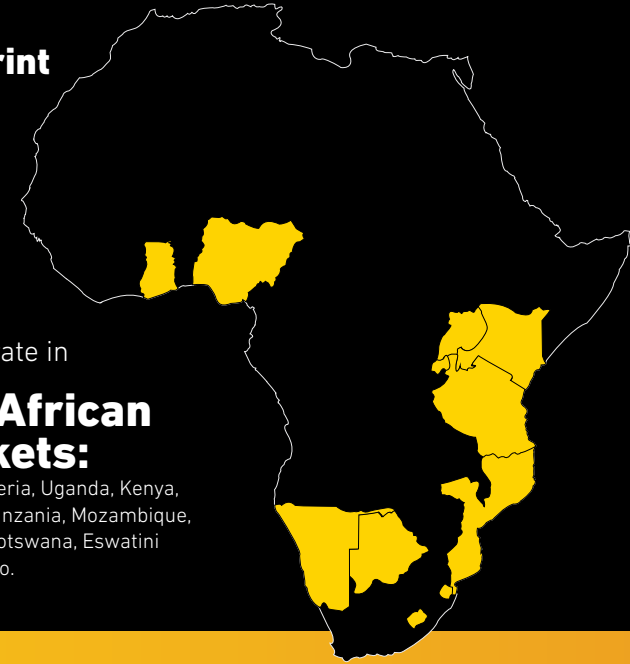 rint
ate in
African
kets:
eria, Uganda, Kenya,
nzania, Mozambique,
otswana, Eswatini
o.